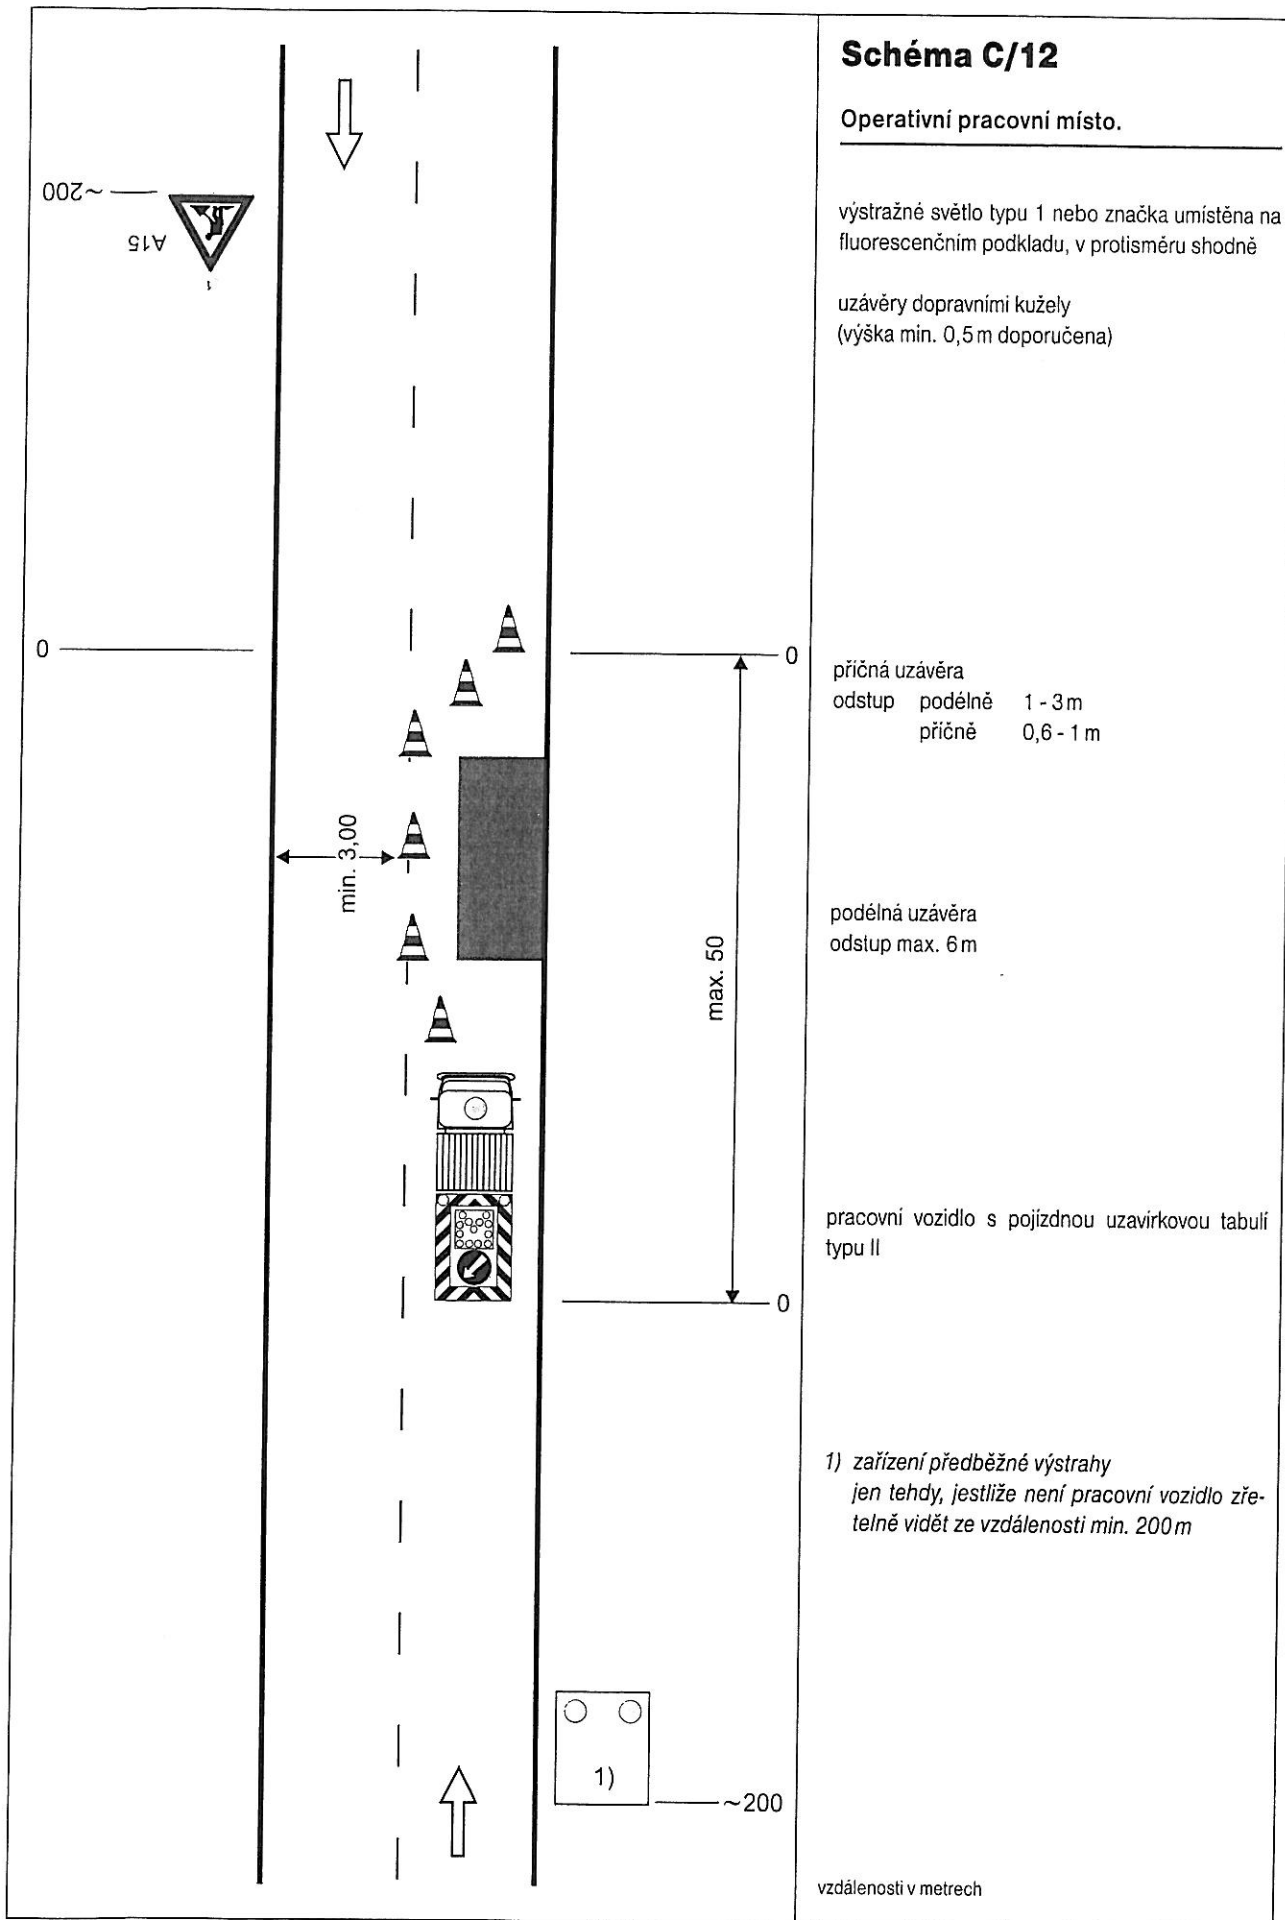 Schéma C/12
Operativní pracovní místo.
~200
A15
1
výstražné světlo typu 1 nebo značka umístěna na
fluorescenčním podkladu, v protisměru shodně
uzávěry dopravními kužely
(výška min. 0,5 m doporučena)
0
0
příčná uzávěra
odstup podélně 1 - 3 m
příčně 0,6 - 1 m
min. 3,00
max. 50
podélná uzávěra
odstup max. 6 m
pracovní vozidlo s pojízdnou uzavírkovou tabulí
typu II
0
1) zařízení předběžné výstrahy
jen tehdy, jestliže není pracovní vozidlo zře-
telně vidět ze vzdálenosti min. 200 m
1)
~200
vzdálenosti v metrech